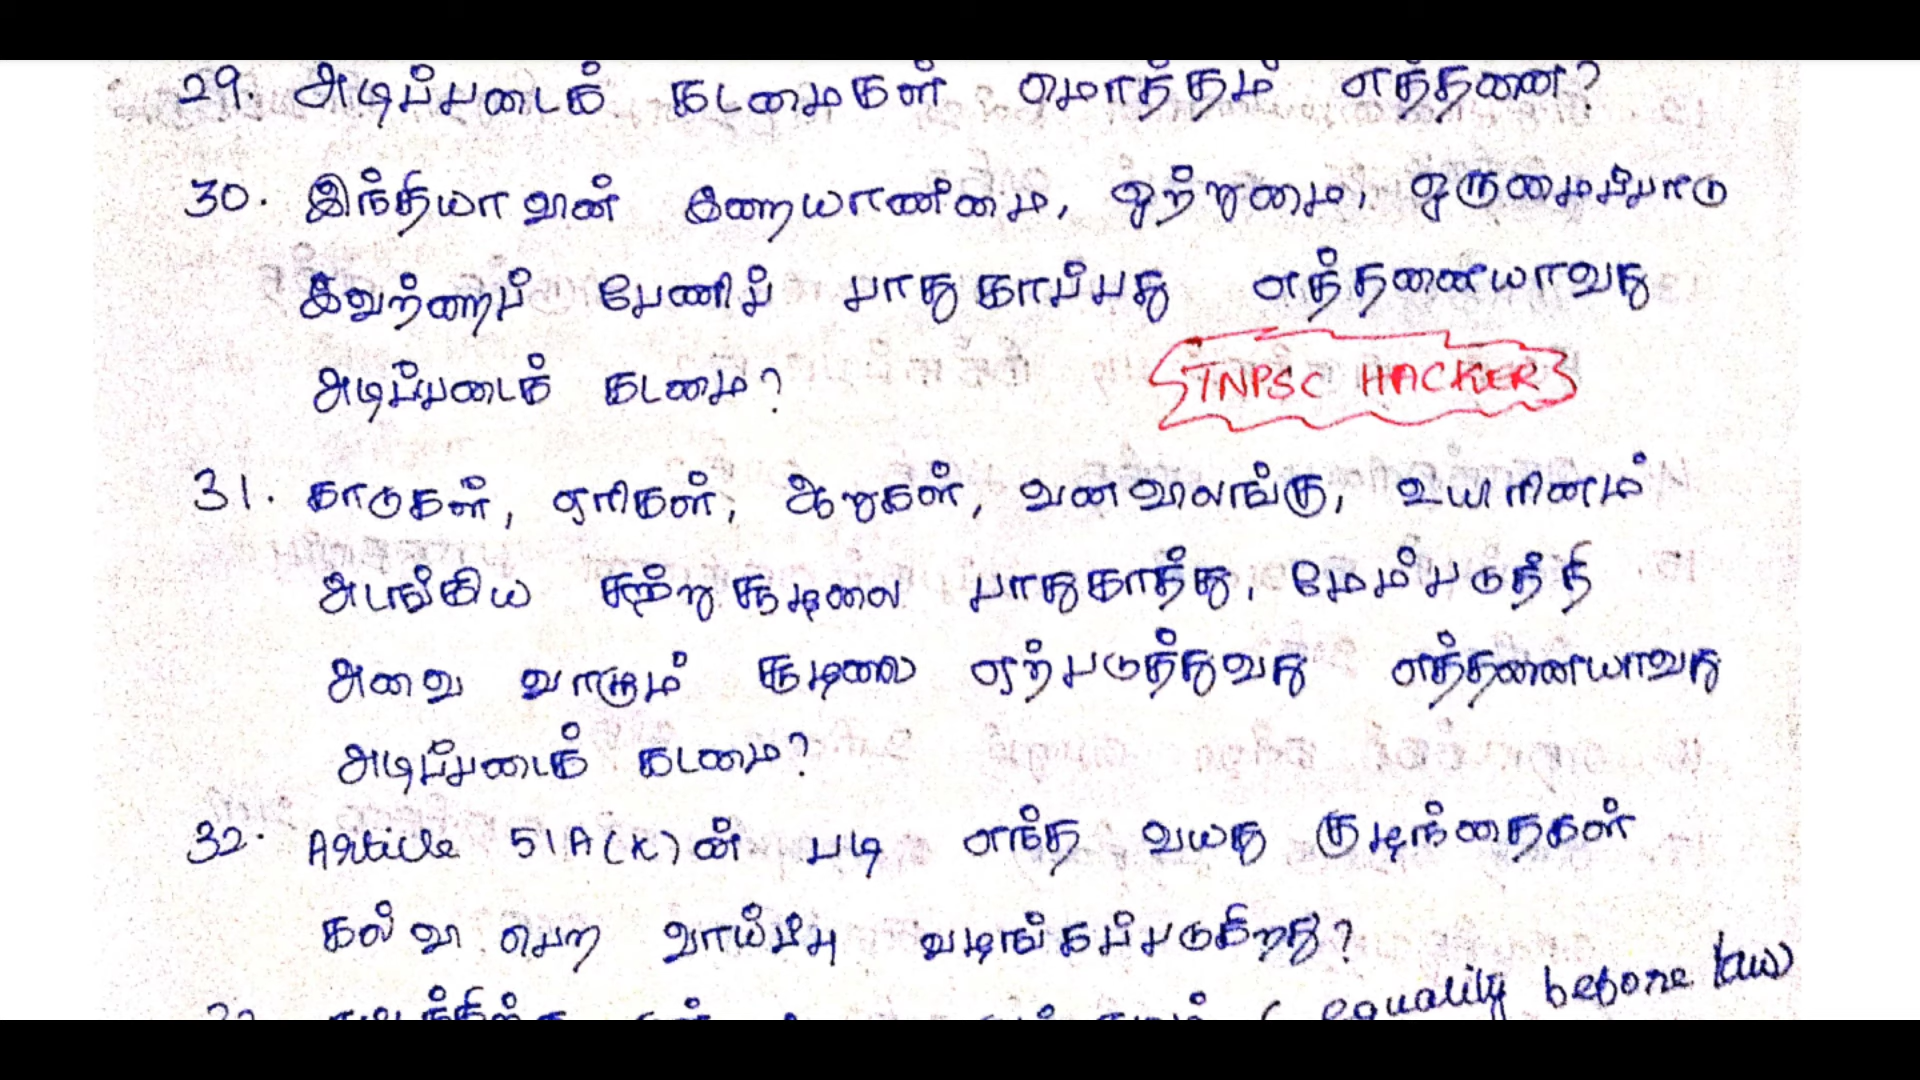 29. அடிப்படைக் கடமைகள் மொத்தம் எத்தனை?
30. இந்தியாவின் இறையாண்மை, ஒற்றுமை, ஒருமைப்பாடு
இவற்றைப் பேணிப் பாதுகாப்பது எத்தனையாவது
அடிப்படைக் கடமை?
TNPSC HACKERS
31. காடுகள், ஏரிகள், ஆறுகள், வனவிலங்கு, உயிரினம்
அடங்கிய சுற்றுசூழலை பாதுகாத்து, மேம்படுத்தி
அவை வாழும் சூழலை ஏற்படுத்துவது எத்தனையாவது
அடிப்படைக் கடமை?
32. Article 51A(K)ன் படி எந்த வயது குழந்தைகள்
கல்வி பெற வாய்ப்பு வழங்கப்படுகிறது?
(equality before law